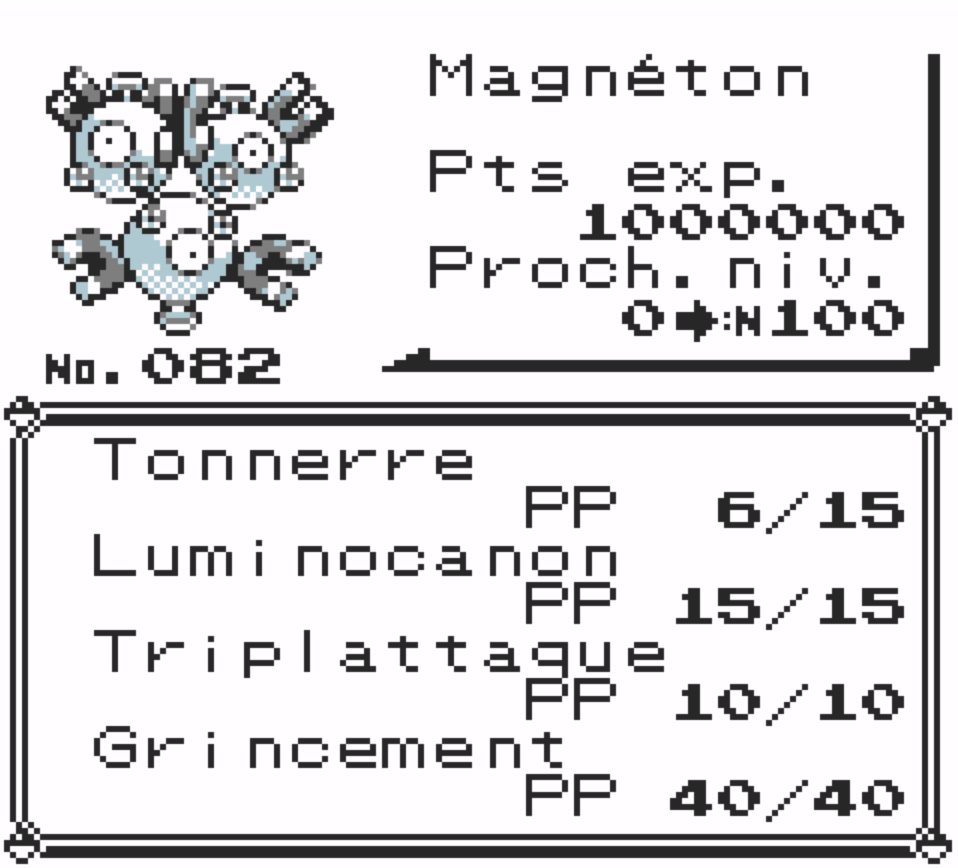 Magnéton
Pts exp.
1000000
Proch.niv.
0➡:N100
No. 082
Tonnerre
PP 6/15
Luminocanon
PP 15/15
Triplattaque
PP 10/10
Grincement
PP 40/40